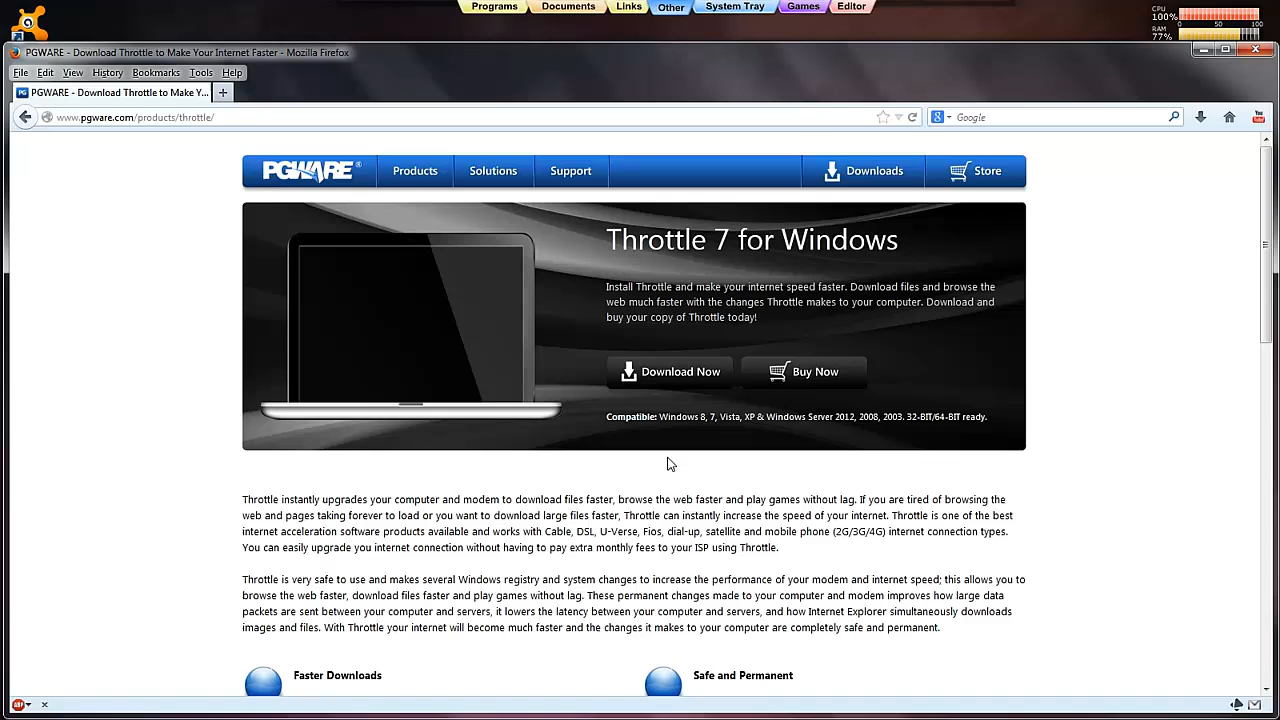 Programs Documents Links Other System Tray Games Editor
CPU
100%
0 50 100
RAM
77%
PGWARE - Download Throttle to Make Your Internet Faster - Mozilla Firefox
File Edit View History Bookmarks Tools Help
PG PGWARE - Download Throttle to Make Y... +
www.pgware.com/products/throttle/ Google
PGWARE® Products Solutions Support Downloads Store
Throttle 7 for Windows
Install Throttle and make your internet speed faster. Download files and browse the
web much faster with the changes Throttle makes to your computer. Download and
buy your copy of Throttle today!
Download Now Buy Now
Compatible: Windows 8, 7, Vista, XP & Windows Server 2012, 2008, 2003. 32-BIT/64-BIT ready.
Throttle instantly upgrades your computer and modem to download files faster, browse the web faster and play games without lag. If you are tired of browsing the
web and pages taking forever to load or you want to download large files faster, Throttle can instantly increase the speed of your internet. Throttle is one of the best
internet acceleration software products available and works with Cable, DSL, U-Verse, Fios, dial-up, satellite and mobile phone (2G/3G/4G) internet connection types.
You can easily upgrade you internet connection without having to pay extra monthly fees to your ISP using Throttle.
Throttle is very safe to use and makes several Windows registry and system changes to increase the performance of your modem and internet speed; this allows you to
browse the web faster, download files faster and play games without lag. These permanent changes made to your computer and modem improves how large data
packets are sent between your computer and servers, it lowers the latency between your computer and servers, and how Internet Explorer simultaneously downloads
images and files. With Throttle your internet will become much faster and the changes it makes to your computer are completely safe and permanent.
Faster Downloads Safe and Permanent
ABP